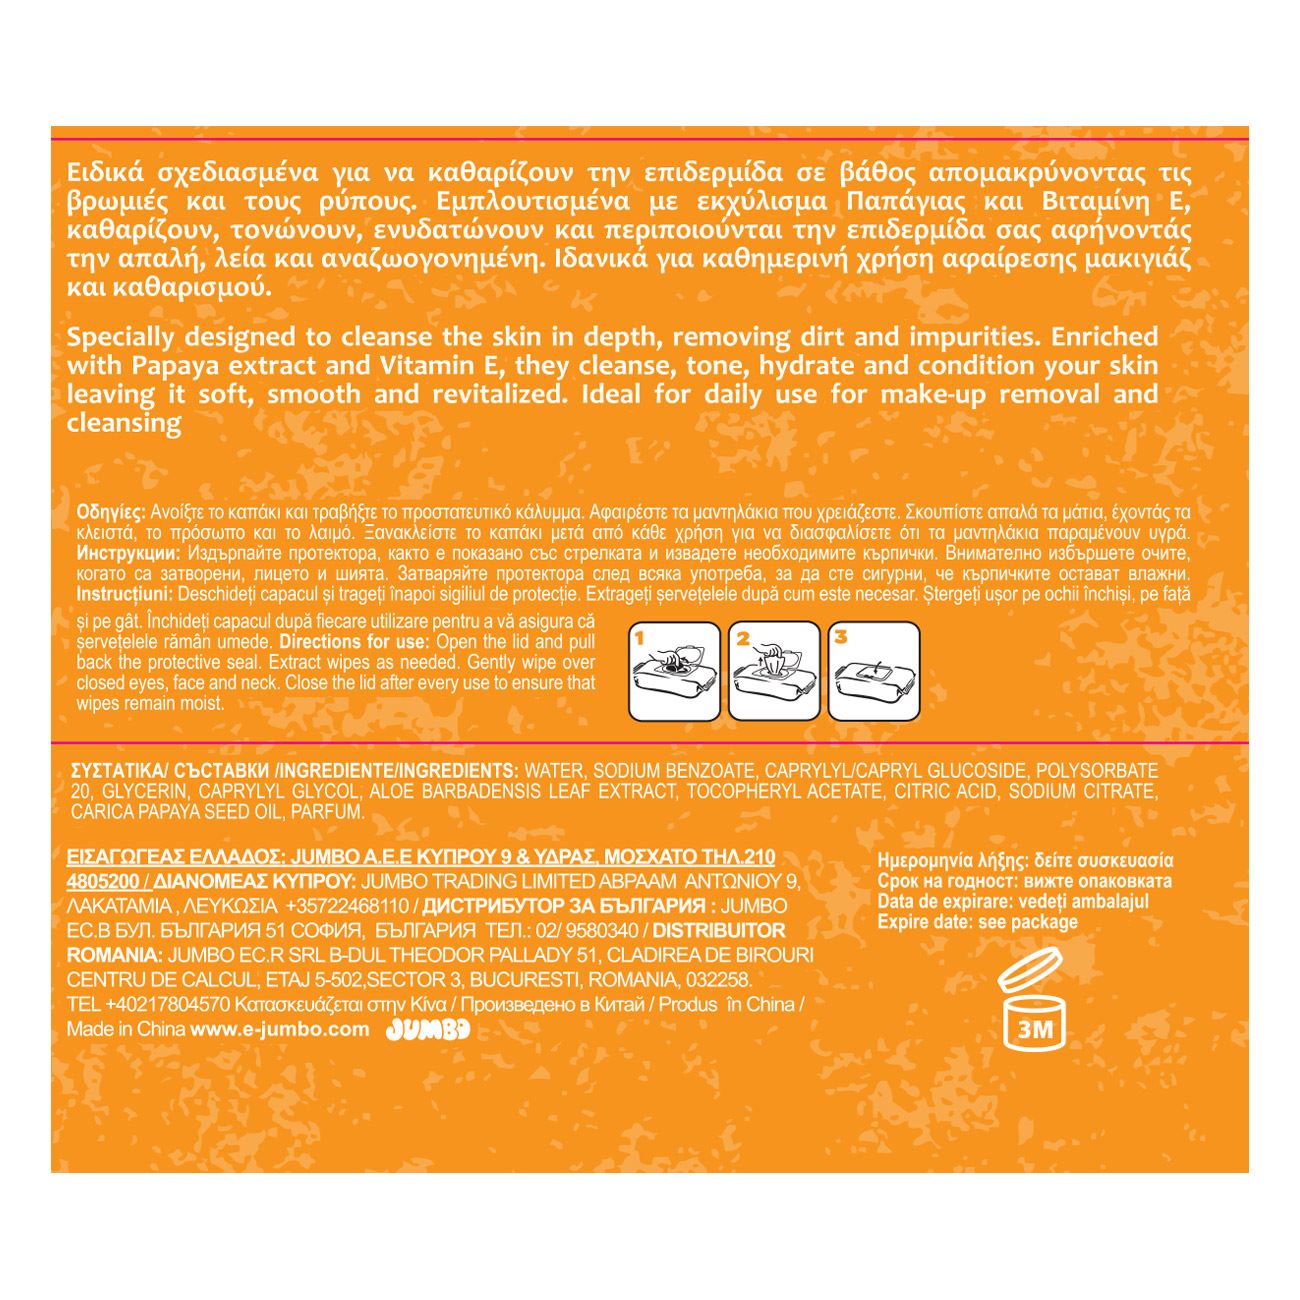 Ειδικά σχεδιασμένα για να καθαρίζουν την επιδερμίδα σε βάθος απομακρύνοντας τις
βρωμιές και τους ρύπους. Εμπλουτισμένα με εκχύλισμα Παπάγιας και Βιταμίνη Ε,
καθαρίζουν, τονώνουν, ενυδατώνουν και περιποιούνται την επιδερμίδα σας αφήνοντάς
την απαλή, λεία και αναζωογονημένη. Ιδανικά για καθημερινή χρήση αφαίρεσης μακιγιάζ
και καθαρισμού.
Specially designed to cleanse the skin in depth, removing dirt and impurities. Enriched
with Papaya extract and Vitamin E, they cleanse, tone, hydrate and condition your skin
leaving it soft, smooth and revitalized. Ideal for daily use for make-up removal and
cleansing
Οδηγίες: Ανοίξτε το καπάκι και τραβήξτε το προστατευτικό κάλυμμα. Αφαιρέστε τα μαντηλάκια που χρειάζεστε. Σκουπίστε απαλά τα μάτια, έχοντάς τα
κλειστά, το πρόσωπο και το λαιμό. Ξανακλείστε το καπάκι μετά από κάθε χρήση για να διασφαλίσετε ότι τα μαντηλάκια παραμένουν υγρά.
Инструкции: Издърпайте протектора, както е показано със стрелката и извадете необходимите кърпички. Внимателно избършете очите,
когато са затворени, лицето и шията. Затваряйте протектора след всяка употреба, за да сте сигурни, че кърпичките остават влажни.
Instrucțiuni: Deschideți capacul și trageți înapoi sigiliul de protecție. Extrageți șervețelele după cum este necesar. Ștergeți ușor pe ochii închiși, pe față
și pe gât. Închideți capacul după fiecare utilizare pentru a vă asigura că
șervețelele rămân umede. Directions for use: Open the lid and pull
back the protective seal. Extract wipes as needed. Gently wipe over
closed eyes, face and neck. Close the lid after every use to ensure that
wipes remain moist.
1 2 3
ΣΥΣΤΑΤΙΚΑ/ СЪСТАВКИ /INGREDIENTE/INGREDIENTS: WATER, SODIUM BENZOATE, CAPRYLYL/CAPRYL GLUCOSIDE, POLYSORBATE
20, GLYCERIN, CAPRYLYL GLYCOL, ALOE BARBADENSIS LEAF EXTRACT, TOCOPHERYL ACETATE, CITRIC ACID, SODIUM CITRATE,
CARICA PAPAYA SEED OIL, PARFUM.
ΕΙΣΑΓΩΓΕΑΣ ΕΛΛΑΔΟΣ: JUMBO Α.Ε.Ε ΚΥΠΡΟΥ 9 & ΥΔΡΑΣ, ΜΟΣΧΑΤΟ ΤΗΛ.210
4805200 / ΔΙΑΝΟΜΕΑΣ ΚΥΠΡΟΥ: JUMBO TRADING LIMITED ΑΒΡΑΑΜ ΑΝΤΩΝΙΟΥ 9,
ΛΑΚΑΤΑΜΙΑ , ΛΕΥΚΩΣΙΑ +35722468110 / ДИСТРИБУТОР ЗА БЪЛГАРИЯ : JUMBO
EC.B БУЛ. БЪЛГАРИЯ 51 СОФИЯ, БЪЛГАРИЯ ТЕЛ.: 02/ 9580340 / DISTRIBUITOR
ROMANIA: JUMBO EC.R SRL B-DUL THEODOR PALLADY 51, CLADIREA DE BIROURI
CENTRU DE CALCUL, ETAJ 5-502,SECTOR 3, BUCURESTI, ROMANIA, 032258.
TEL +40217804570 Κατασκευάζεται στην Κίνα / Произведено в Китай / Produs în China /
Made in China www.e-jumbo.com JUMBO
Ημερομηνία λήξης: δείτε συσκευασία
Срок на годност: вижте опаковката
Data de expirare: vedeți ambalajul
Expire date: see package
3M